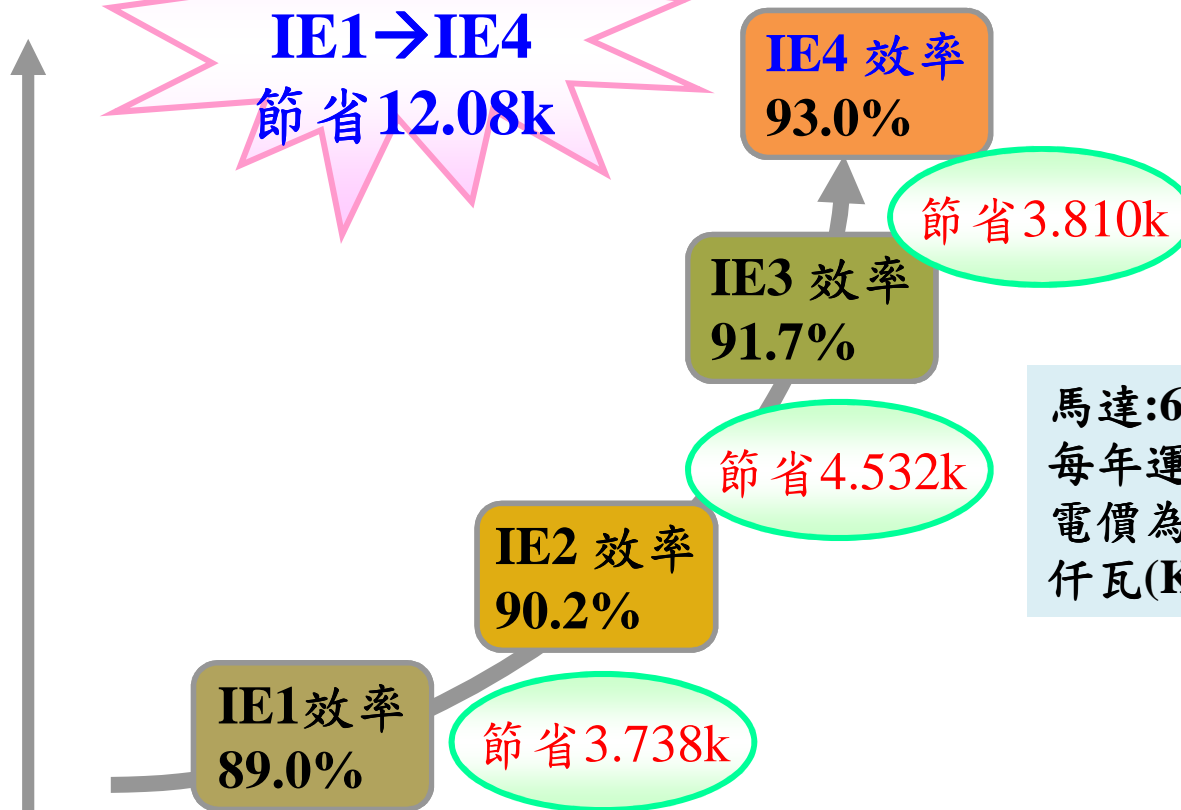 IE1→IE4
節省12.08k
IE4 效率
93.0%
節省3.810k
IE3 效率
91.7%
節省4.532k
馬達:6
每年運
電價為
仟瓦(K
IE2 效率
90.2%
IE1效率
89.0%
節省3.738k